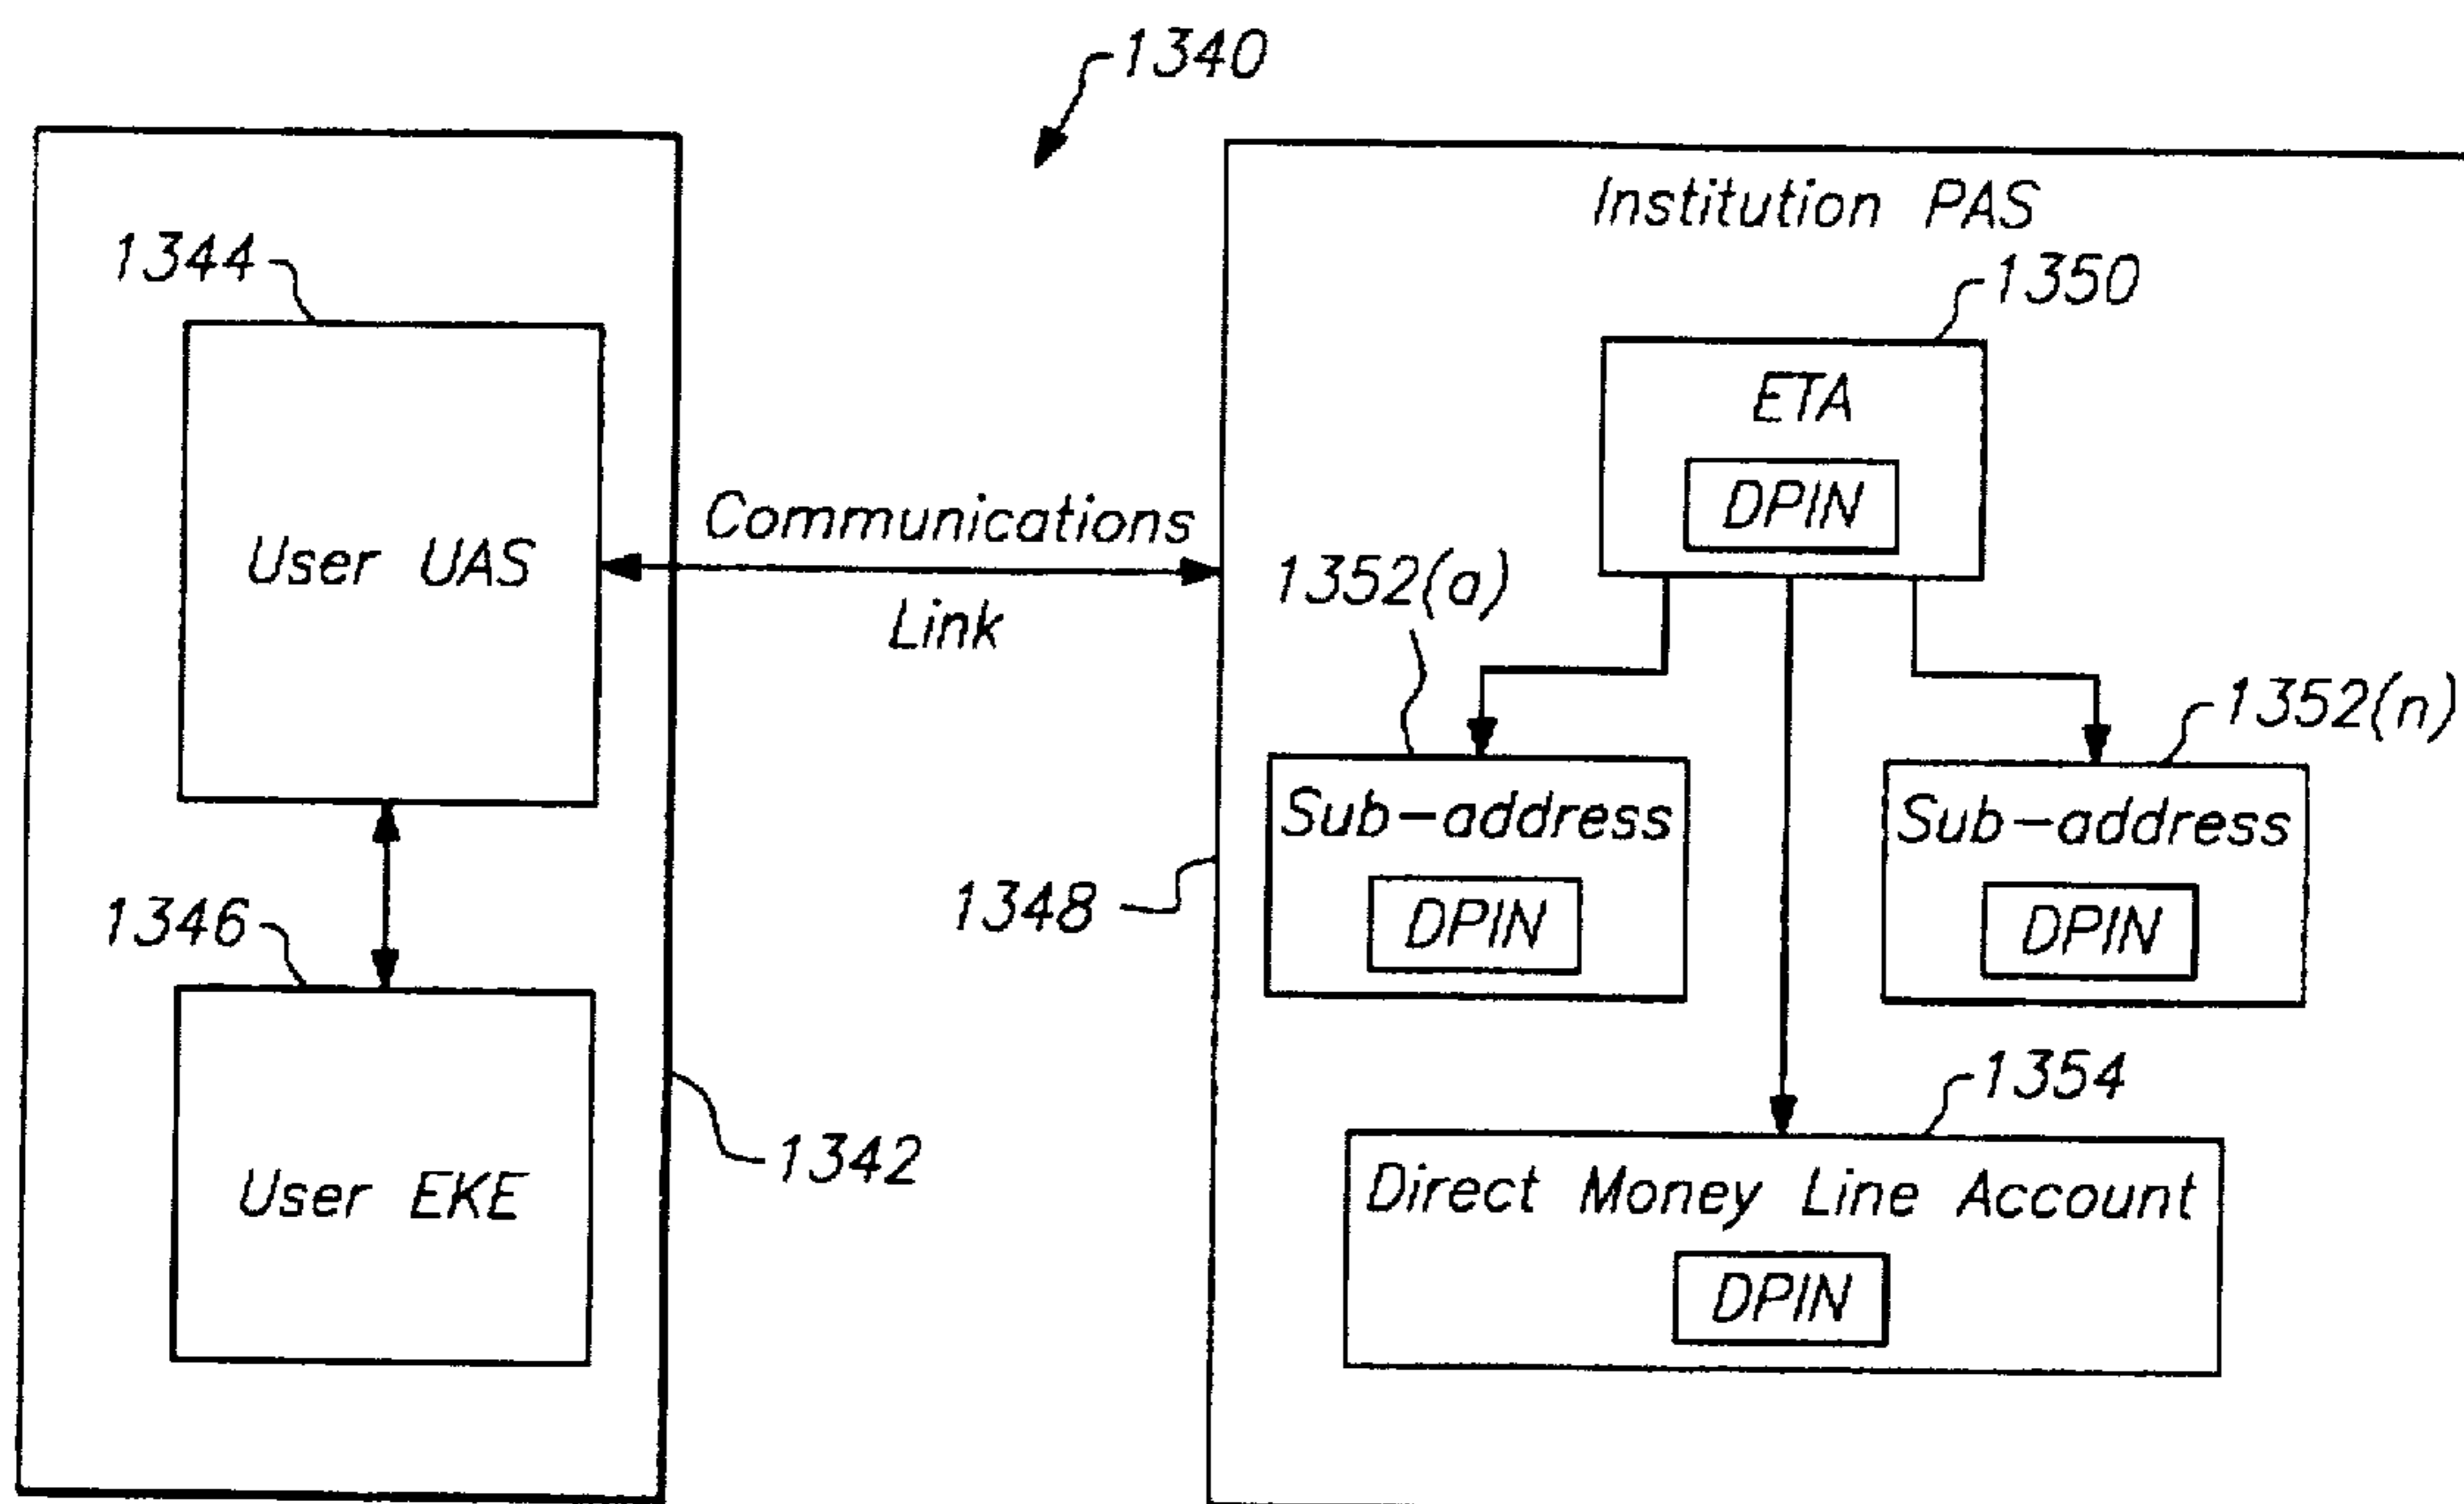 1340
Institution PAS
1344
1350
ETA
DPIN
User UAS
Communications
Link
1352(a)
1352(n)
Sub-address
DPIN
Sub-address
DPIN
1348
1346
1354
Direct Money Line Account
DPIN
1342
User EKE